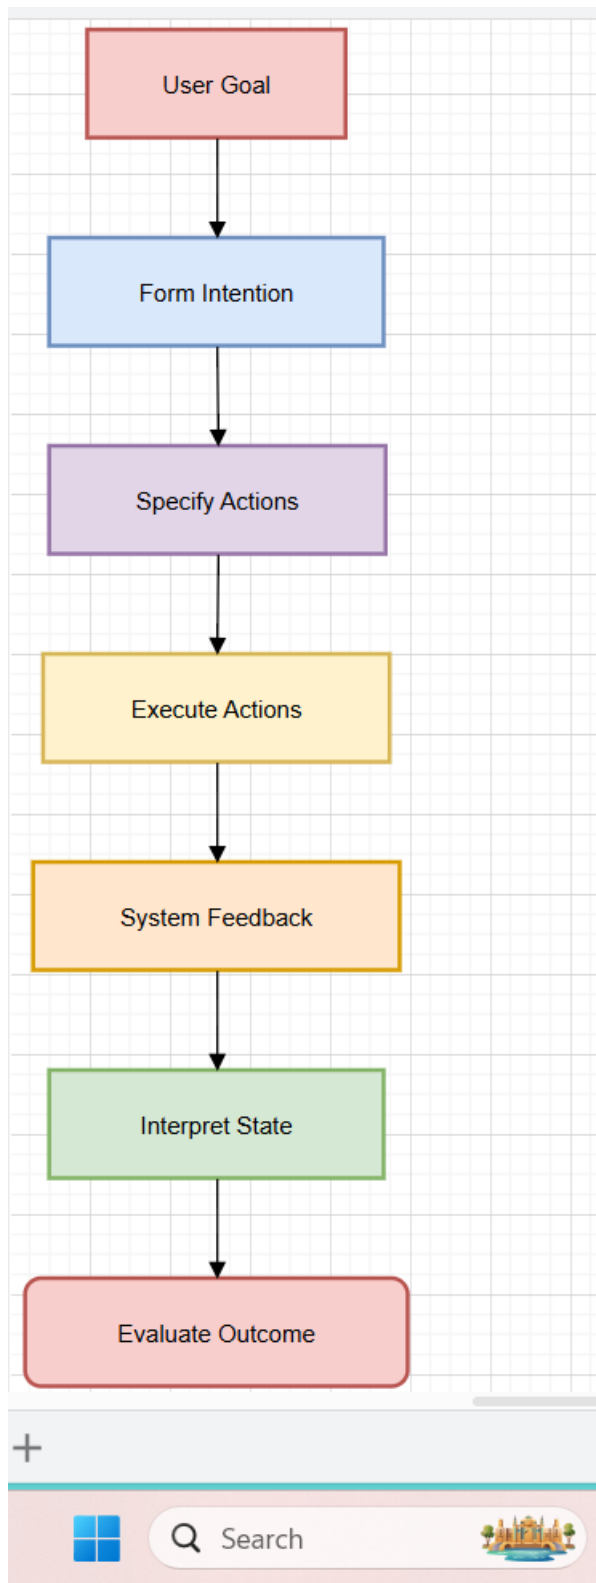 User Goal
Form Intention
Specify Actions
Execute Actions
System Feedback
Interpret State
Evaluate Outcome
Search